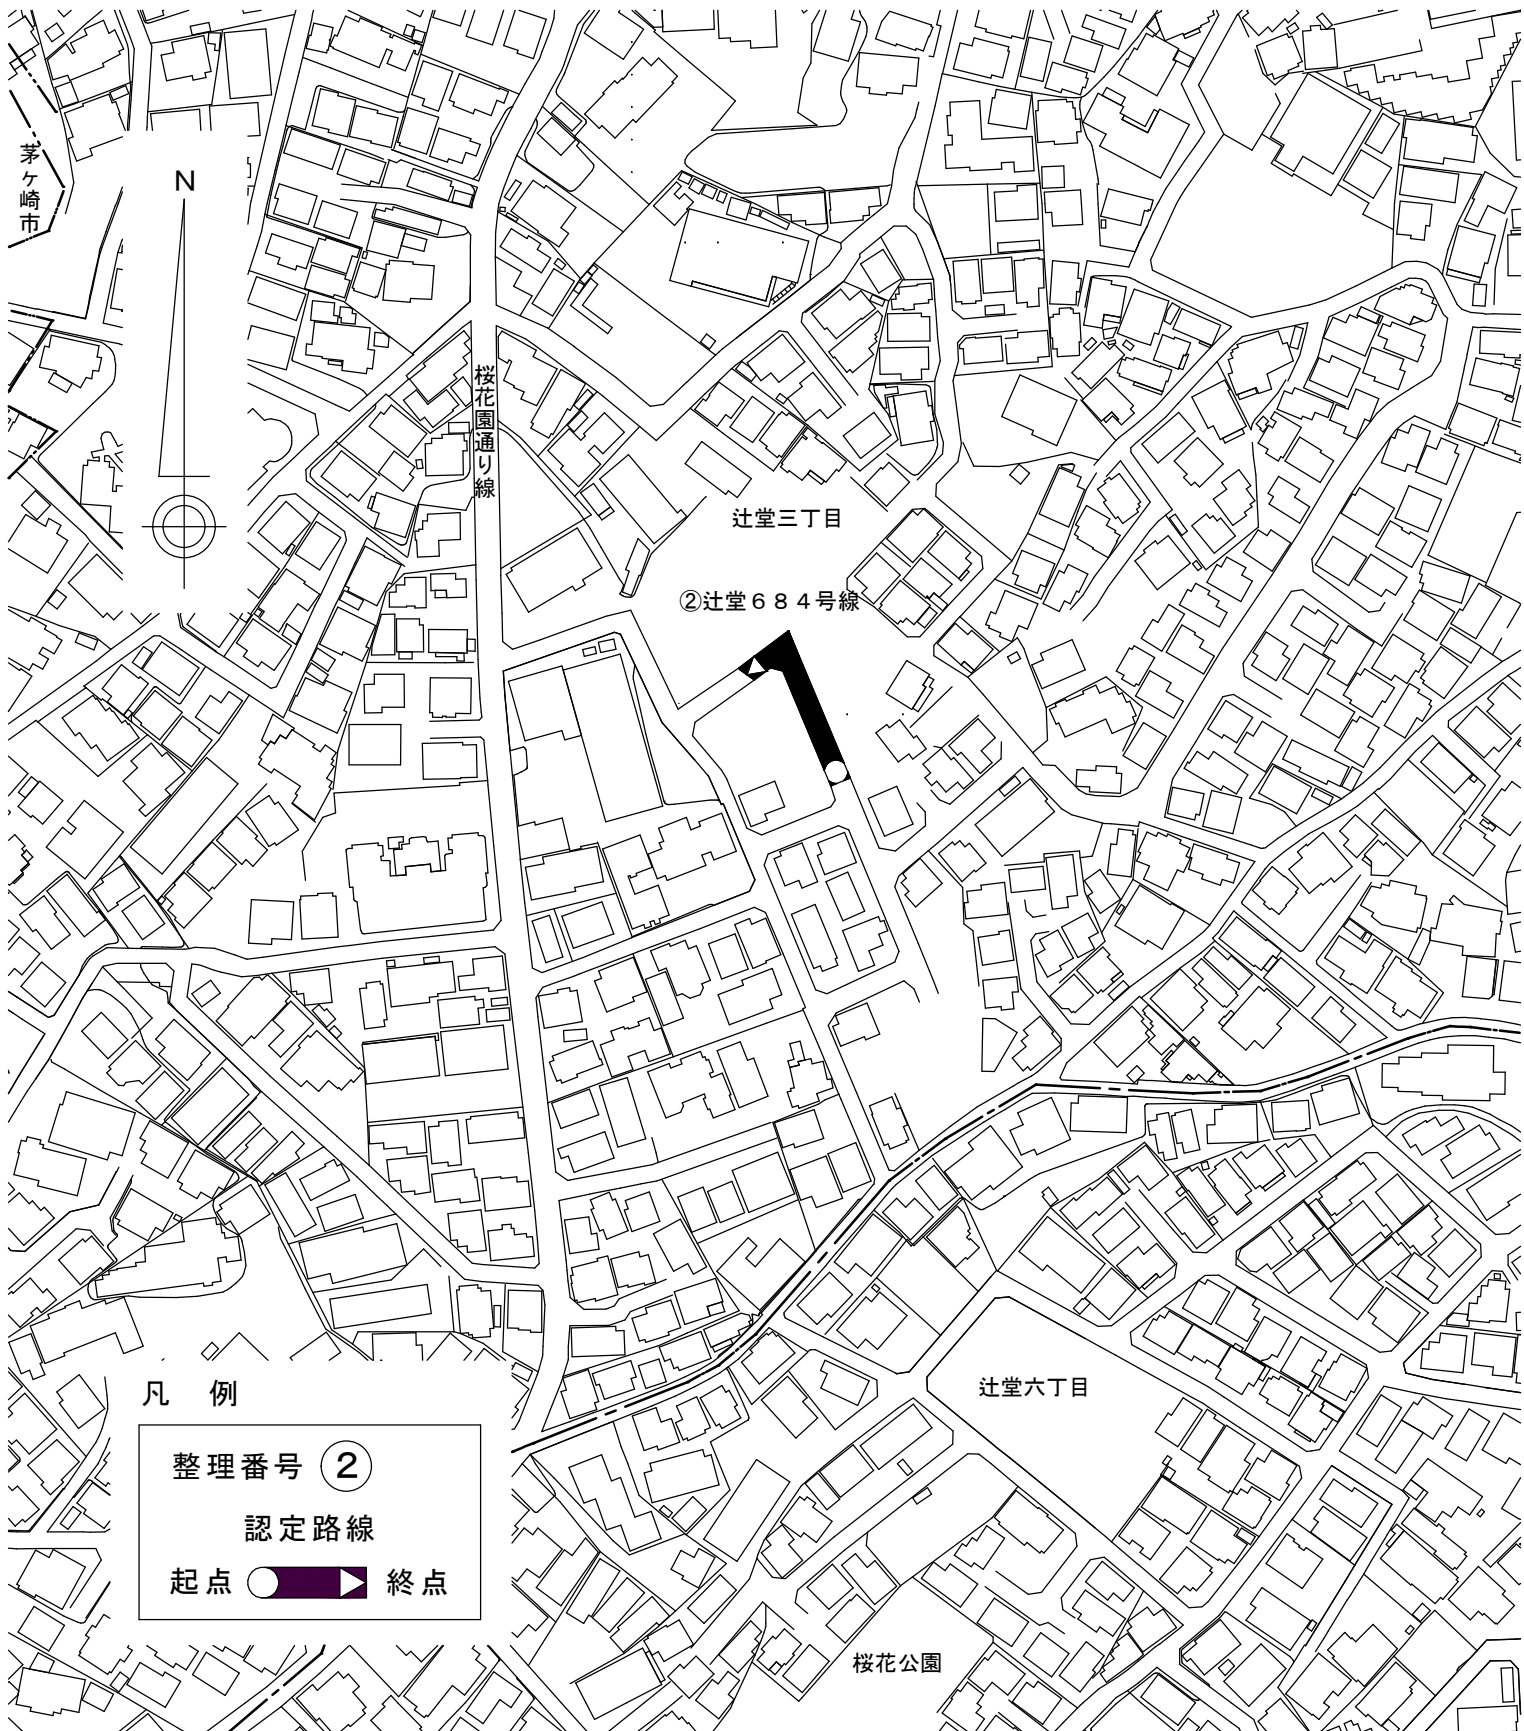 茅ヶ崎市
N
桜花園通り線
辻堂三丁目
②辻堂６８４号線
辻堂六丁目
凡 例
整理番号 ②
認定路線
起点 終点
桜花公園